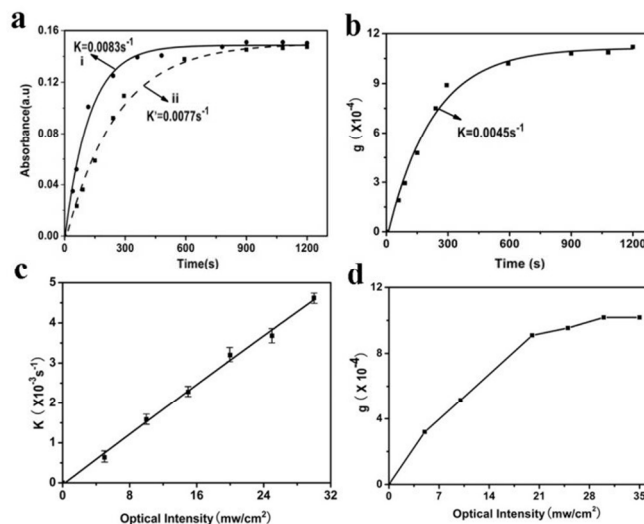 a
Absorbance(a.u)
0.16
0.12
0.08
0.04
0.00
K=0.0083s⁻¹
i
ii
K'=0.0077s⁻¹
0 300 600 900 1200
Time(s)
b
g (X10⁻⁴)
12
9
6
3
0
K=0.0045s⁻¹
0 300 600 900 1200
Time (s)
c
K ( X10⁻³s⁻¹)
5
4
3
2
1
0
0 8 16 24 32
Optical Intensity(mw/cm²)
d
g ( X 10⁻⁴)
12
8
4
0
0 7 14 21 28 35
Optical Intensity(mw/cm²)